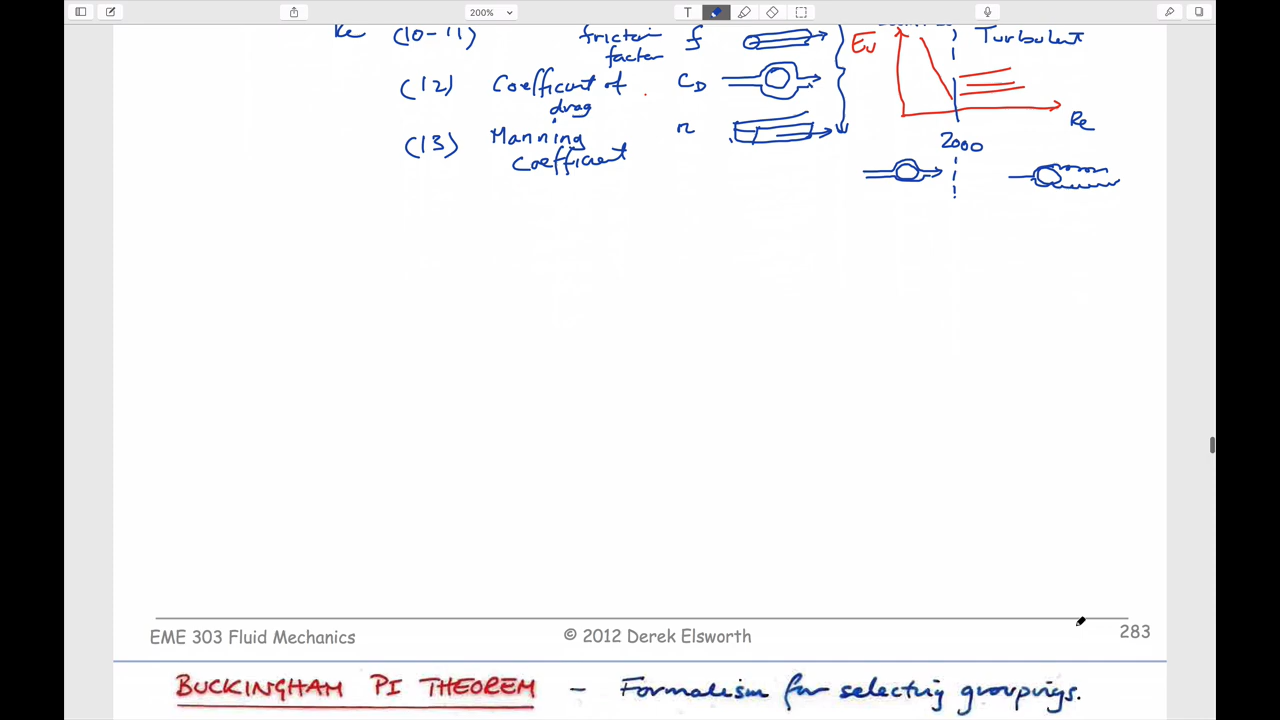 200%
T
Re (10-11) friction factor f
(12) Coefficient of drag CD
(13) Manning coefficient n
Eu
Turbulent
Re
2000
EME 303 Fluid Mechanics
© 2012 Derek Elsworth
283
BUCKINGHAM PI THEOREM – Formalism for selecting groupings.